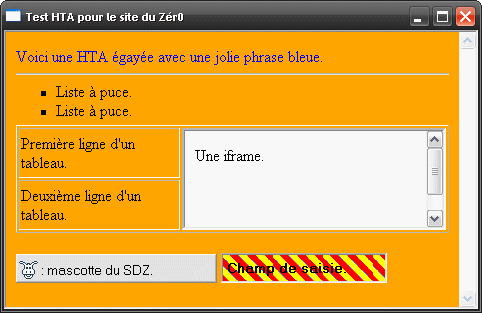 Test HTA pour le site du Zér0
Voici une HTA égayée avec une jolie phrase bleue.
Liste à puce.
Liste à puce.
Première ligne d'un
tableau.
Une iframe.
Deuxième ligne d'un
tableau.
: mascotte du SDZ.
Champ de saisie.